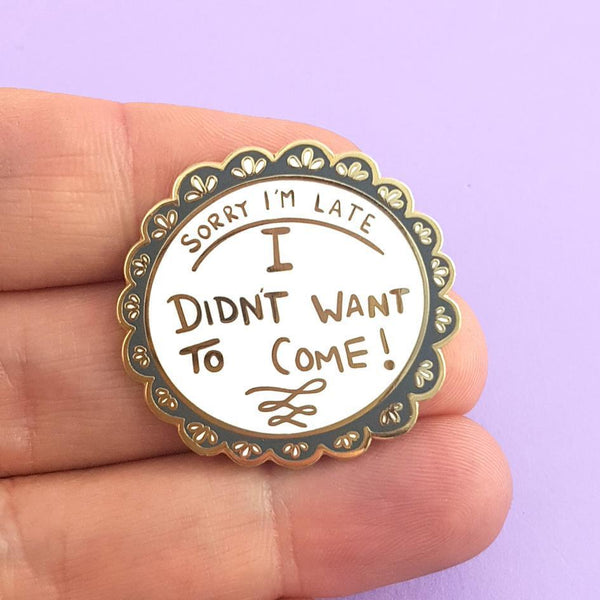 SORRY I'M LATE
I
DIDN'T WANT
TO COME!